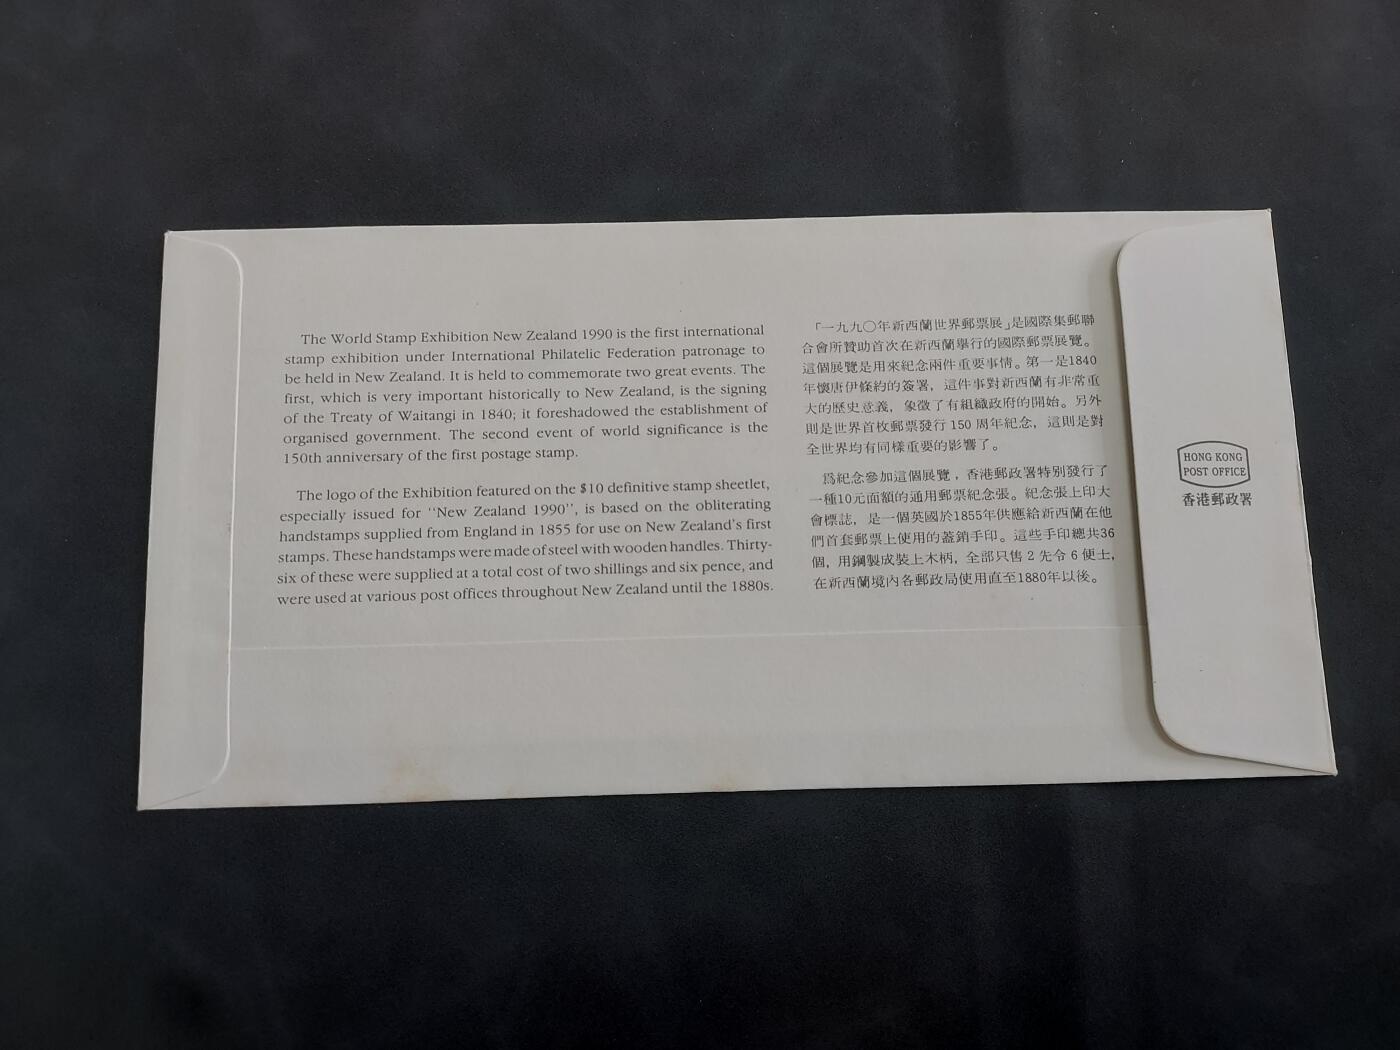 The World Stamp Exhibition New Zealand 1990 is the first international
stamp exhibition under International Philatelic Federation patronage to
be held in New Zealand. It is held to commemorate two great events. The
first, which is very important historically to New Zealand, is the signing
of the Treaty of Waitangi in 1840; it foreshadowed the establishment of
organised government. The second event of world significance is the
150th anniversary of the first postage stamp.
The logo of the Exhibition featured on the $10 definitive stamp sheetlet,
especially issued for "New Zealand 1990", is based on the obliterating
handstamps supplied from England in 1855 for use on New Zealand's first
stamps. These handstamps were made of steel with wooden handles. Thirty-
six of these were supplied at a total cost of two shillings and six pence, and
were used at various post offices throughout New Zealand until the 1880s.
「一九九〇年新西蘭世界郵票展」是國際集郵聯
合會所贊助首次在新西蘭舉行的國際郵票展覽。
這個展覽是用來紀念兩件重要事情。第一是1840
年懷唐伊條約的簽署，這件事對新西蘭有非常重
大的歷史意義，象徵了有組織政府的開始。另外
則是世界首枚郵票發行 150 周年紀念，這則是對
全世界均有同樣重要的影響了。
爲紀念參加這個展覽，香港郵政署特別發行了
一種10元面額的通用郵票紀念張。紀念張上印大
會標誌，是一個英國於1855年供應給新西蘭在他
們首套郵票上使用的蓋銷手印。這些手印總共36
個，用鋼製成裝上木柄，全部只售 2 先令 6 便士，
在新西蘭境內各郵政局使用直至1880年以後。
HONG KONG
POST OFFICE
香港郵政署